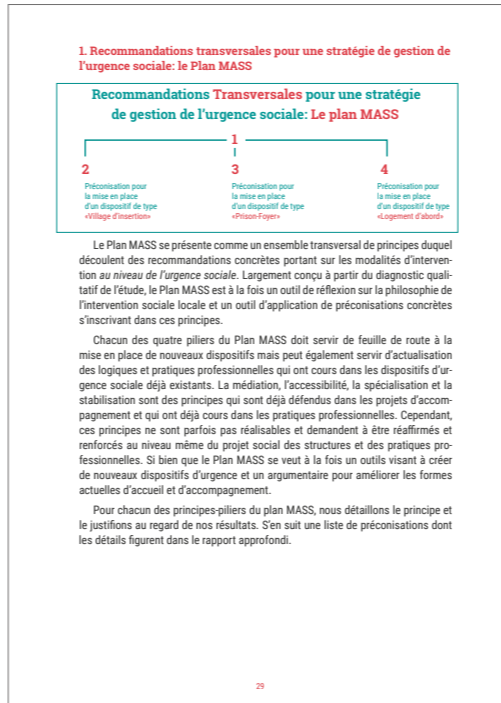 1. Recommandations transversales pour une stratégie de gestion de
l'urgence sociale: le Plan MASS
Recommandations Transversales pour une stratégie
de gestion de l'urgence sociale: Le plan MASS
1
2
Préconisation pour
la mise en place
d'un dispositif de type
«Village d'insertion»
3
Préconisation pour
la mise en place
d'un dispositif de type
«Prison-Foyer»
4
Préconisation pour
la mise en place
d'un dispositif de type
«Logement d'abord»
Le Plan MASS se présente comme un ensemble transversal de principes duquel
découlent des recommandations concrètes portant sur les modalités d'interven-
tion au niveau de l'urgence sociale. Largement conçu à partir du diagnostic quali-
tatif de l'étude, le Plan MASS est à la fois un outil de réflexion sur la philosophie de
l'intervention sociale locale et un outil d'application de préconisations concrètes
s'inscrivant dans ces principes.
Chacun des quatre piliers du Plan MASS doit servir de feuille de route à la
mise en place de nouveaux dispositifs mais peut également servir d'actualisation
des logiques et pratiques professionnelles qui ont cours dans les dispositifs d'ur-
gence sociale déjà existants. La médiation, l'accessibilité, la spécialisation et la
stabilisation sont des principes qui sont déjà défendus dans les projets d'accom-
pagnement et qui ont déjà cours dans les pratiques professionnelles. Cependant,
ces principes ne sont parfois pas réalisables et demandent à être réaffirmés et
renforcés au niveau même du projet social des structures et des pratiques pro-
fessionnelles. Si bien que le Plan MASS se veut à la fois un outils visant à créer
de nouveaux dispositifs d'urgence et un argumentaire pour améliorer les formes
actuelles d'accueil et d'accompagnement.
Pour chacun des principes-piliers du plan MASS, nous détaillons le principe et
le justifions au regard de nos résultats. S'en suit une liste de préconisations dont
les détails figurent dans le rapport approfondi.
29